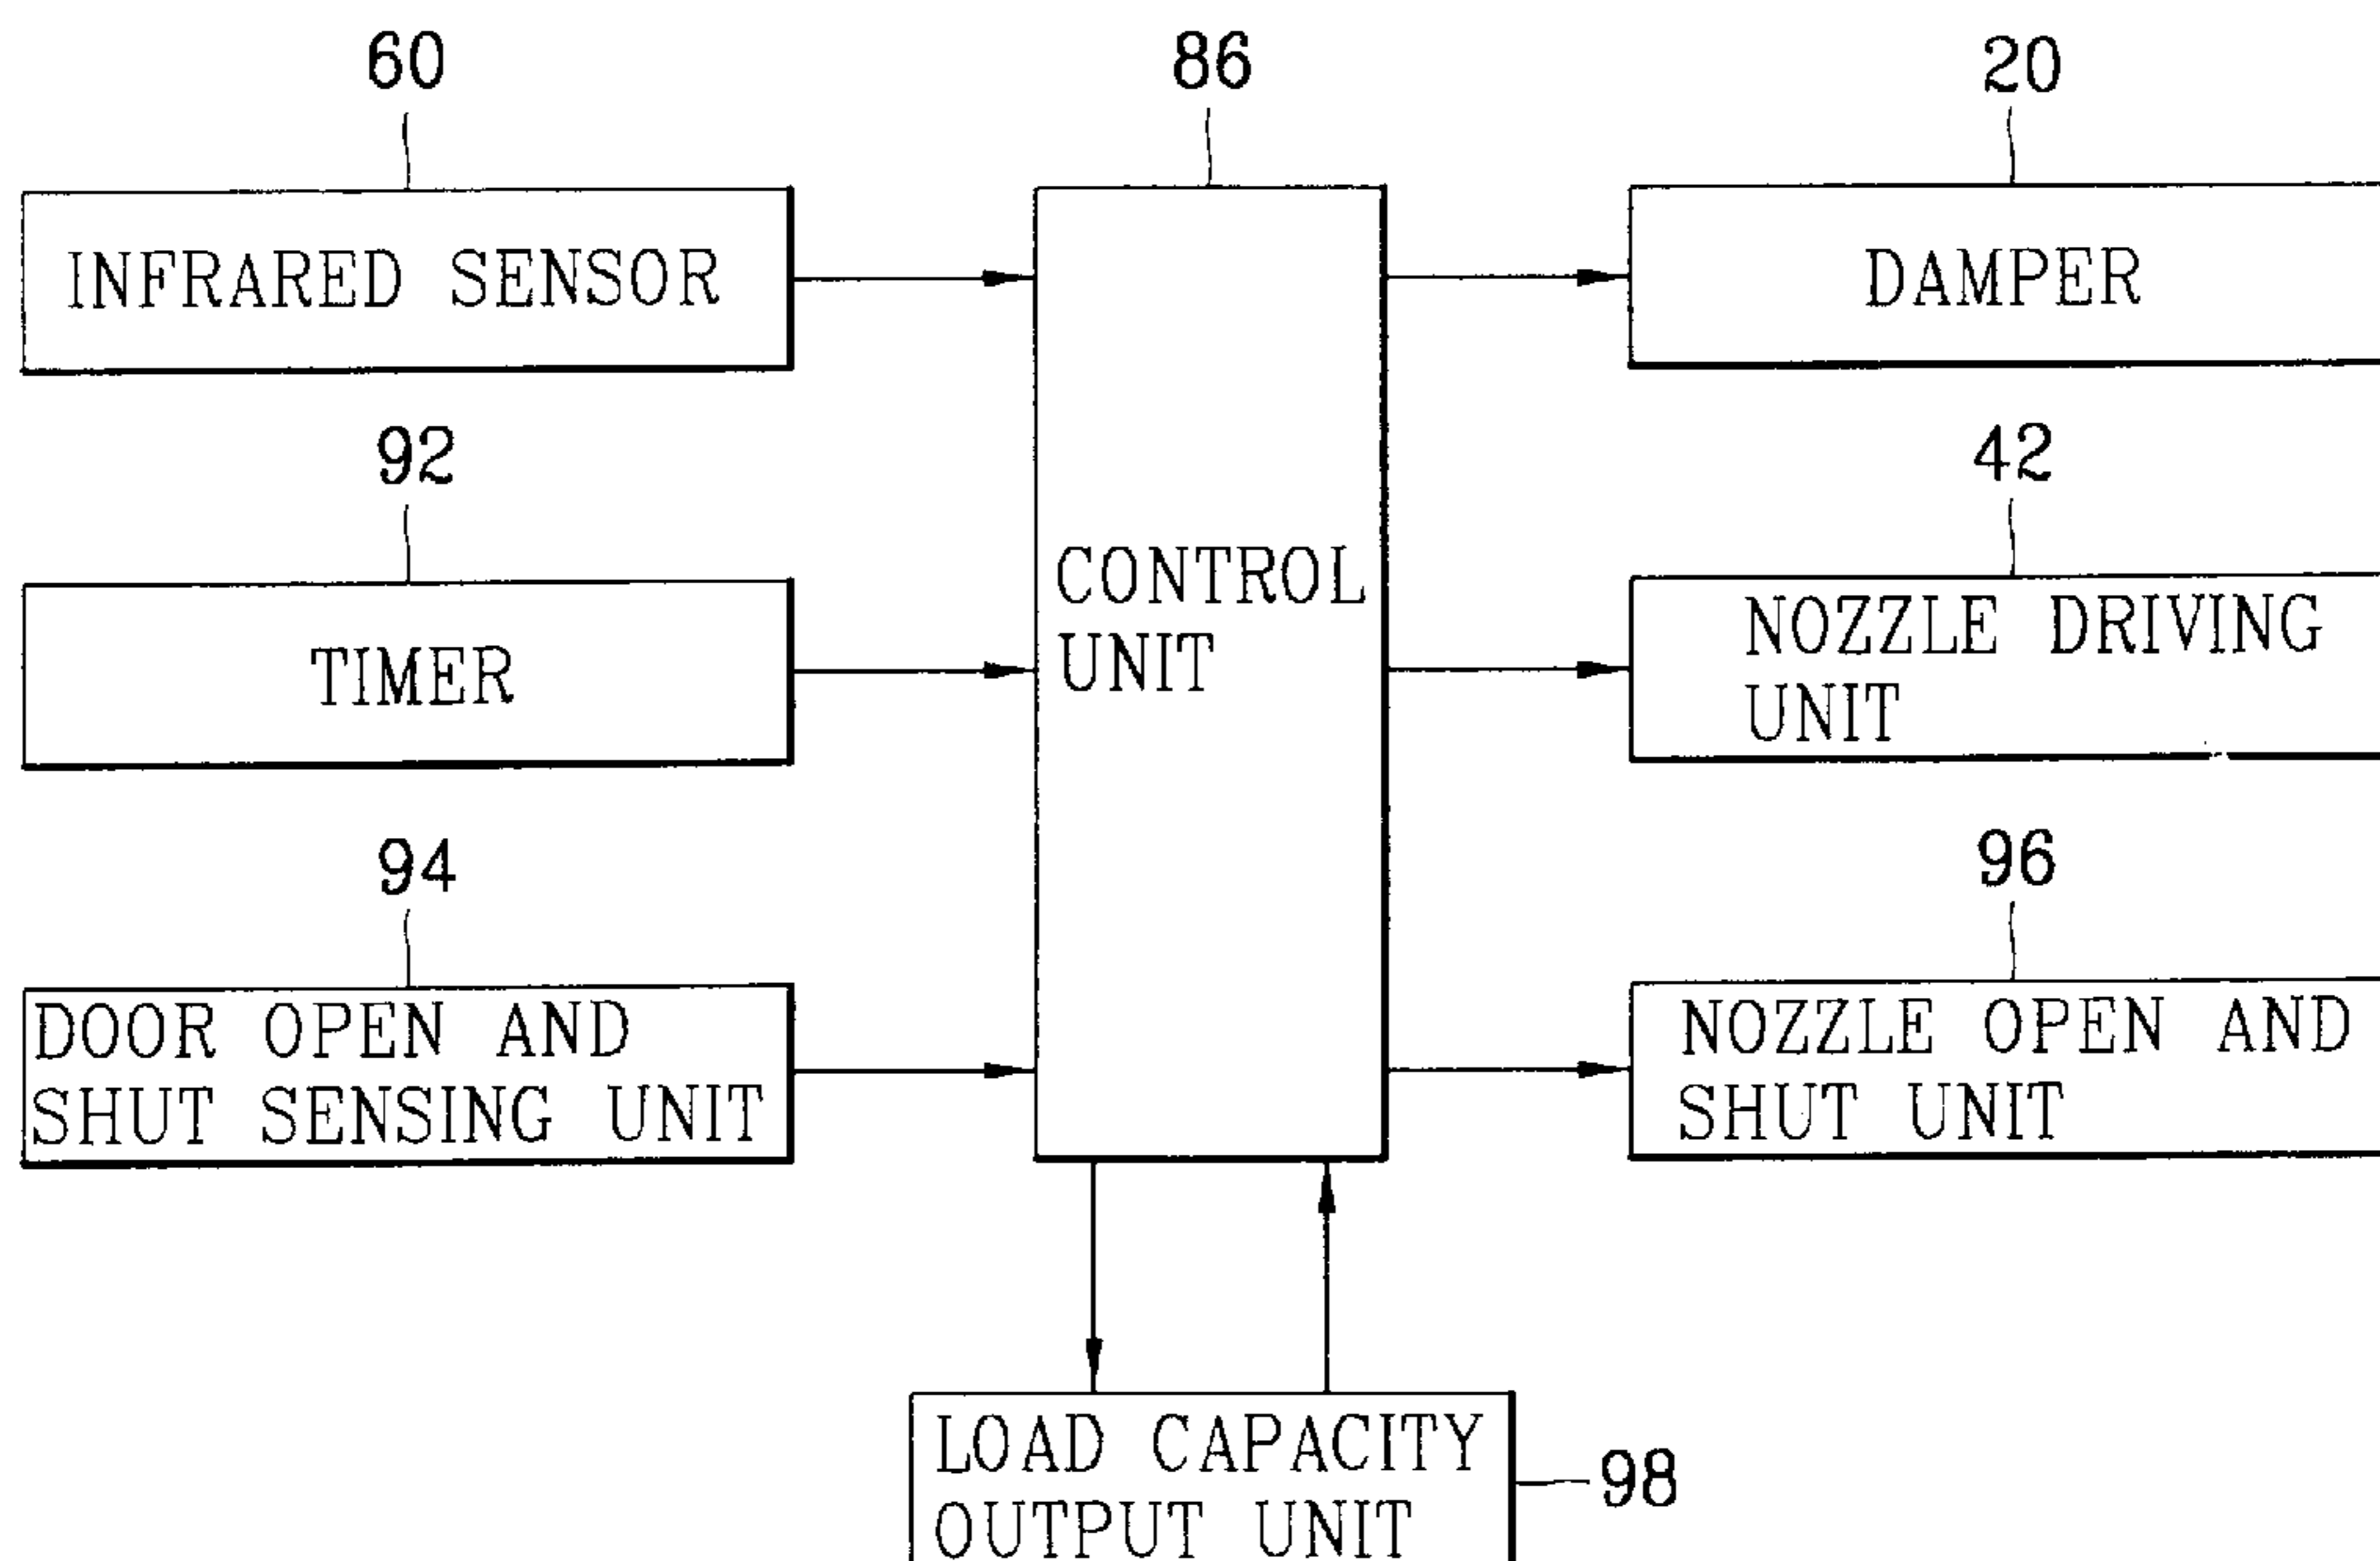 60
86
20
INFRARED SENSOR
DAMPER
92
42
CONTROL
UNIT
TIMER
NOZZLE DRIVING
UNIT
94
96
DOOR OPEN AND
SHUT SENSING UNIT
NOZZLE OPEN AND
SHUT UNIT
LOAD CAPACITY
OUTPUT UNIT
98